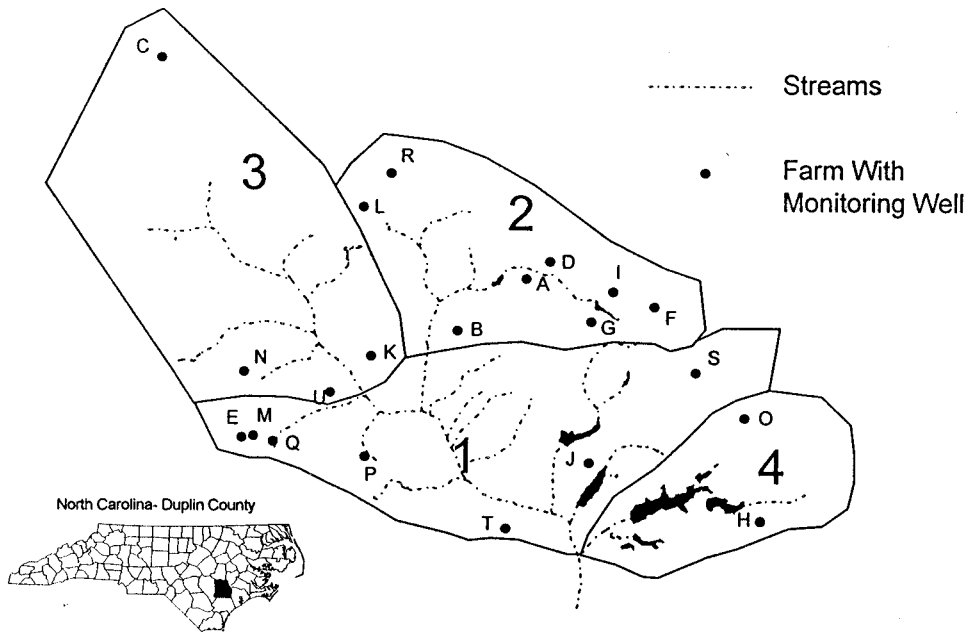 C
Streams
R
3
Farm With
Monitoring Well
L
2
D
I
A
F
G
B
K
N
S
U
E M
O
Q
1
4
P
J
H
T
North Carolina- Duplin County